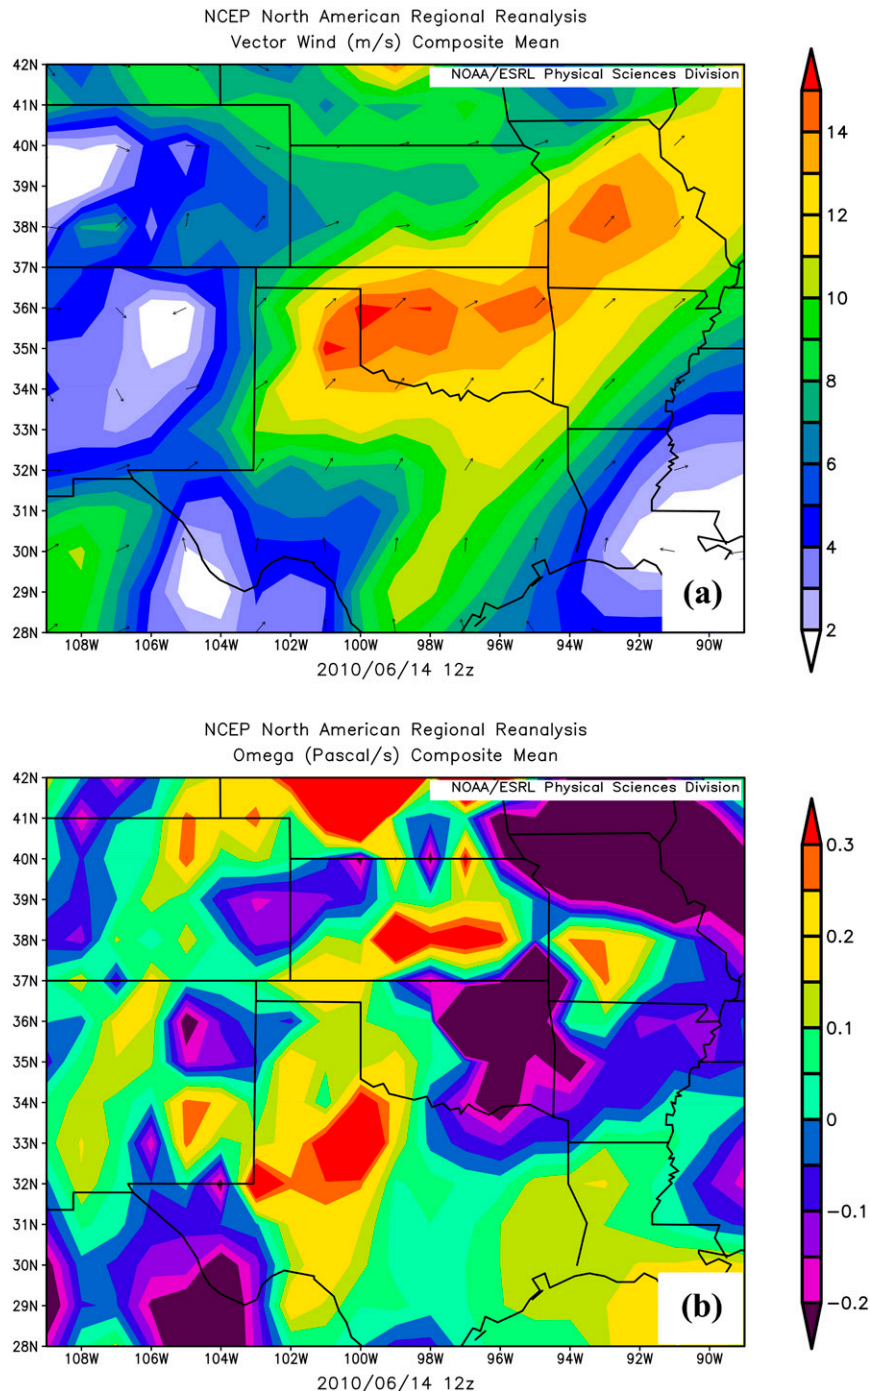 NCEP North American Regional Reanalysis
Vector Wind (m/s) Composite Mean
NOAA/ESRL Physical Sciences Division
42N
41N
40N
39N
38N
37N
36N
35N
34N
33N
32N
31N
30N
29N
28N
108W 106W 104W 102W 100W 98W 96W 94W 92W 90W
2010/06/14 12z
(a)
14
12
10
8
6
4
2
NCEP North American Regional Reanalysis
Omega (Pascal/s) Composite Mean
NOAA/ESRL Physical Sciences Division
42N
41N
40N
39N
38N
37N
36N
35N
34N
33N
32N
31N
30N
29N
28N
108W 106W 104W 102W 100W 98W 96W 94W 92W 90W
2010/06/14 12z
(b)
0.3
0.2
0.1
0
-0.1
-0.2